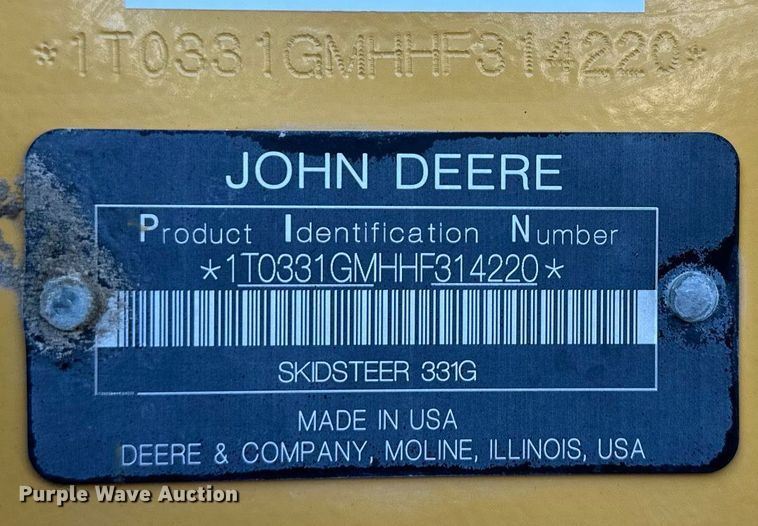 *1T0331GMHHF314220*
JOHN DEERE
Product Identification Number
*1T0331GMHHF314220*
SKIDSTEER 331G
MADE IN USA
DEERE & COMPANY, MOLINE, ILLINOIS, USA
Purple Wave Auction